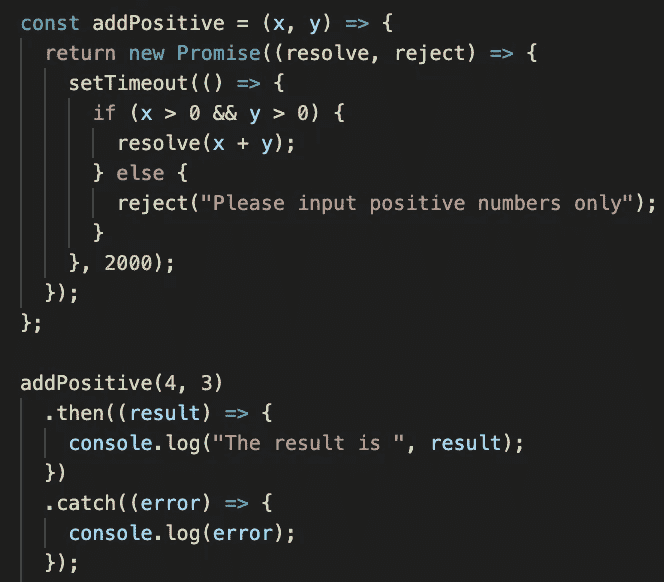 const addPositive = (x, y) => {
  return new Promise((resolve, reject) => {
    setTimeout(() => {
      if (x > 0 && y > 0) {
        resolve(x + y);
      } else {
        reject("Please input positive numbers only");
      }
    }, 2000);
  });
};

addPositive(4, 3)
  .then((result) => {
    console.log("The result is ", result);
  })
  .catch((error) => {
    console.log(error);
  });